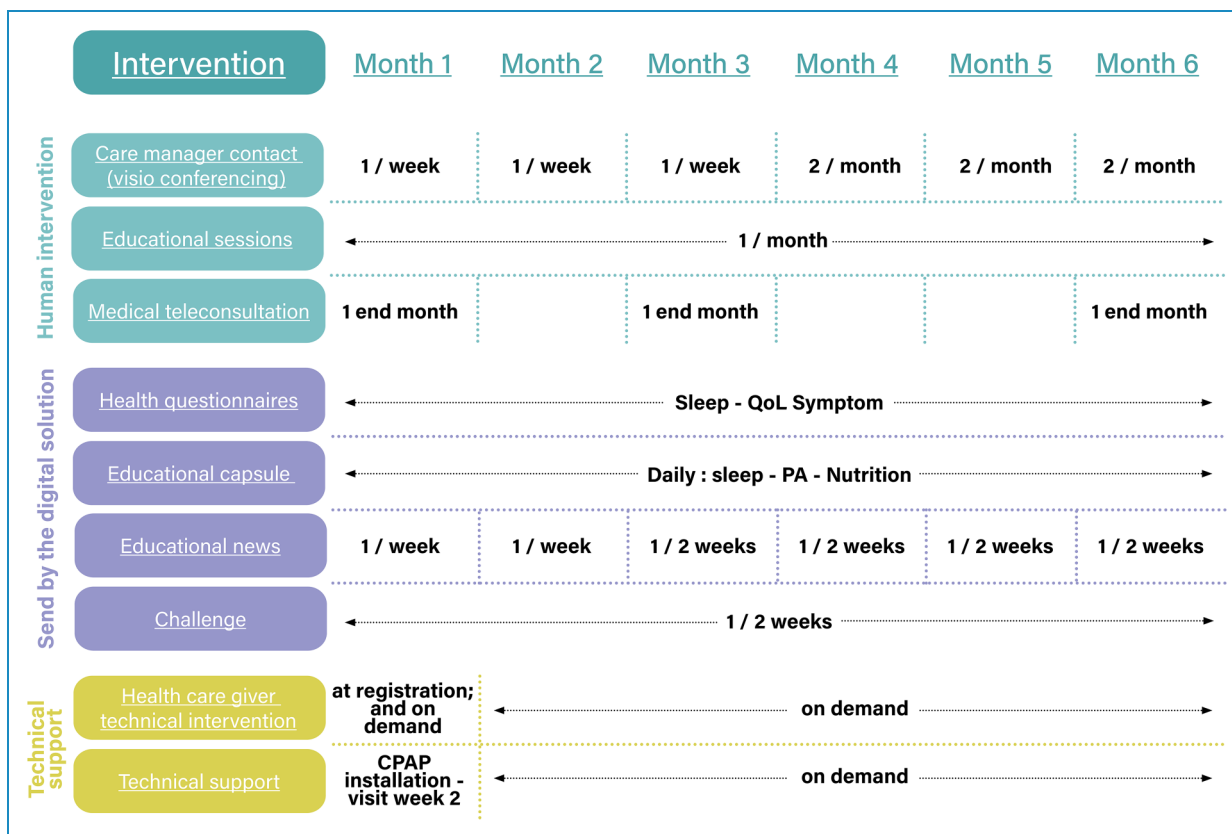 Intervention
Month 1
Month 2
Month 3
Month 4
Month 5
Month 6
Human intervention
Care manager contact
(visio conferencing)
1 / week
1 / week
1 / week
2 / month
2 / month
2 / month
Educational sessions
1 / month
Medical teleconsultation
1 end month
1 end month
1 end month
Send by the digital solution
Health questionnaires
Sleep - QoL Symptom
Educational capsule
Daily : sleep - PA - Nutrition
Educational news
1 / week
1 / week
1 / 2 weeks
1 / 2 weeks
1 / 2 weeks
1 / 2 weeks
Challenge
1 / 2 weeks
Technical
support
Health care giver
technical intervention
at registration;
and on
demand
on demand
Technical support
CPAP
installation -
visit week 2
on demand